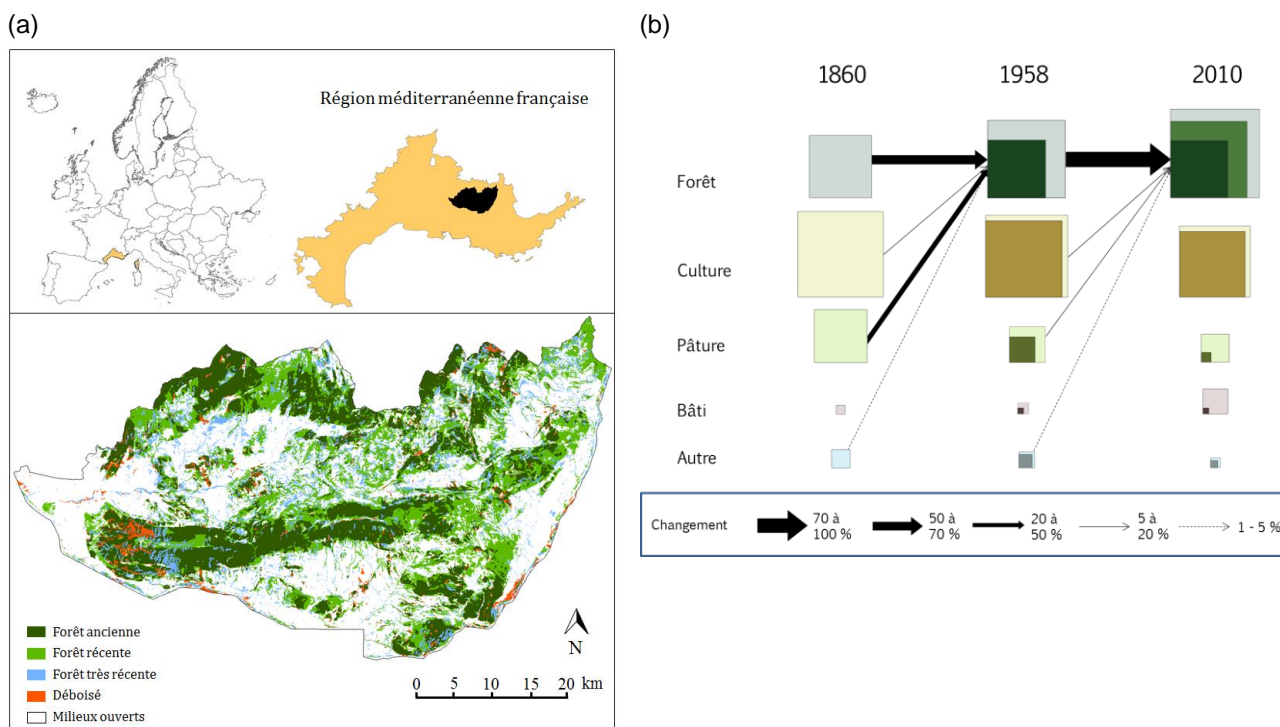 (a)
Région méditerranéenne française
Forêt ancienne
Forêt récente
Forêt très récente
Déboisé
Milieux ouverts
N
0 5 10 15 20 km
(b)
1860 1958 2010
Forêt
Culture
Pâture
Bâti
Autre
Changement
70 à
100 %
50 à
70 %
20 à
50 %
5 à
20 %
1 - 5 %